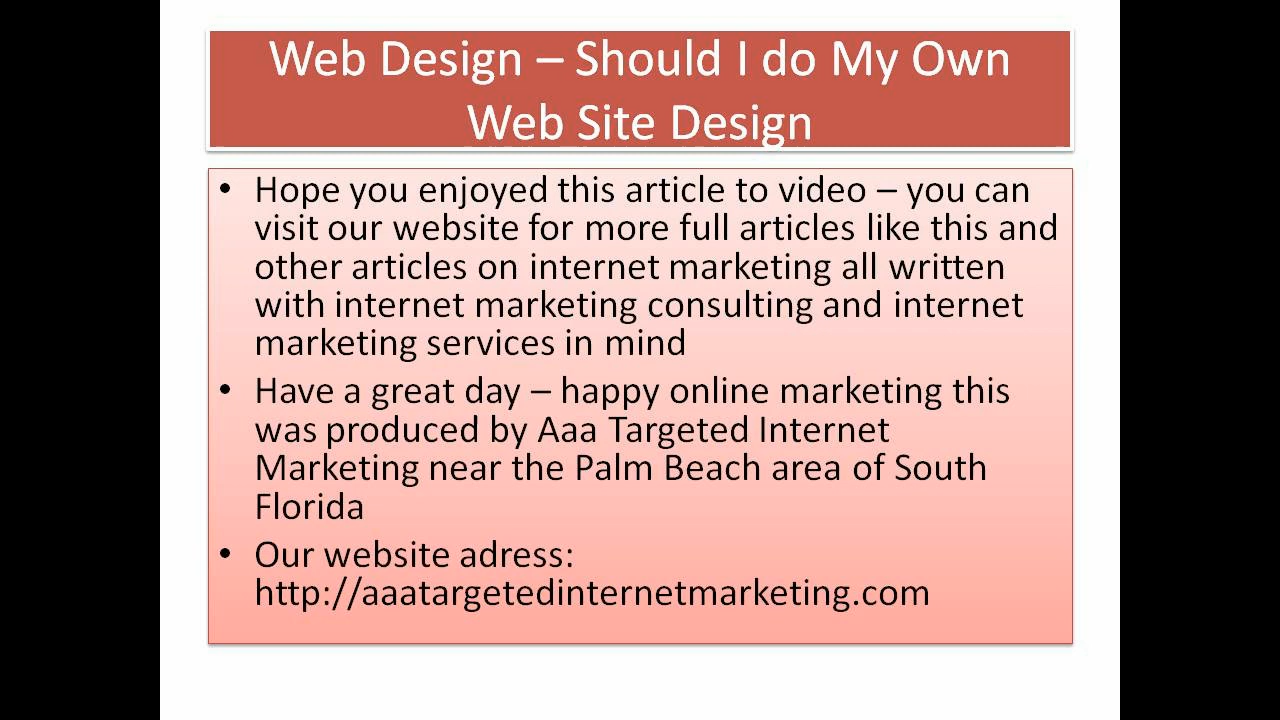 Web Design – Should I do My Own
Web Site Design
• Hope you enjoyed this article to video – you can
visit our website for more full articles like this and
other articles on internet marketing all written
with internet marketing consulting and internet
marketing services in mind
• Have a great day – happy online marketing this
was produced by Aaa Targeted Internet
Marketing near the Palm Beach area of South
Florida
• Our website adress:
http://aaatargetedinternetmarketing.com